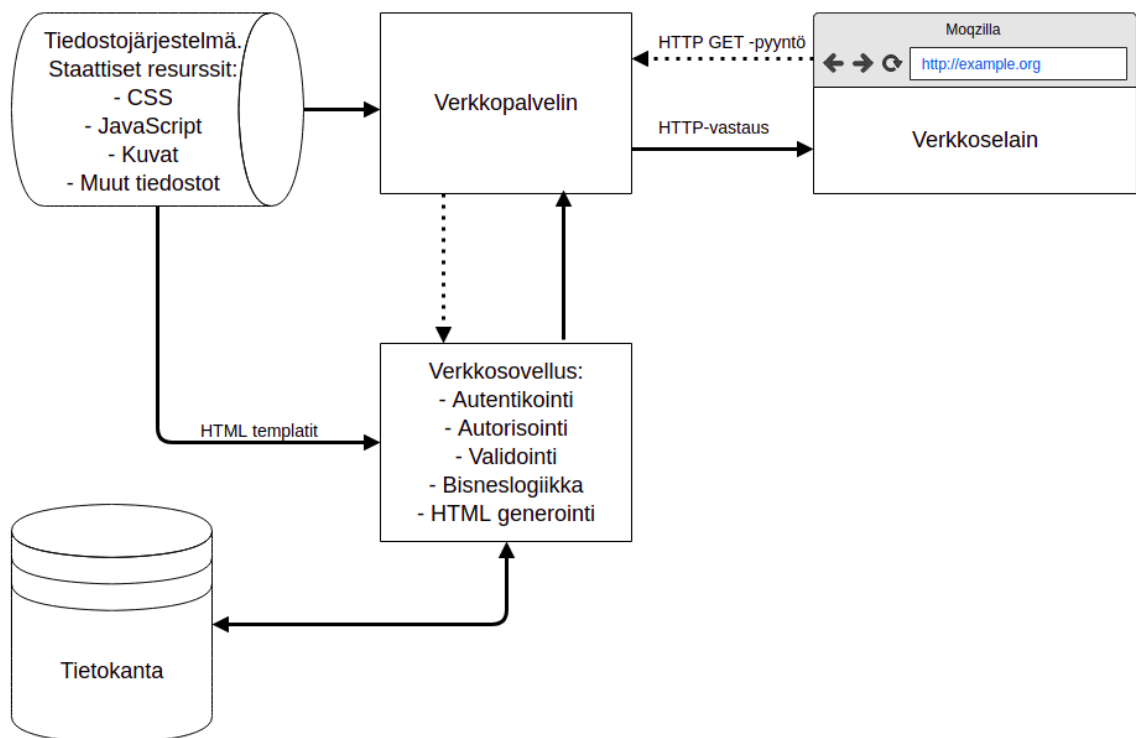 Tiedostojärjestelmä.
Staattiset resurssit:
- CSS
- JavaScript
- Kuvat
- Muut tiedostot
Verkkopalvelin
HTTP GET -pyyntö
HTTP-vastaus
Moqzilla
http://example.org
Verkkoselain
HTML templatit
Verkkosovellus:
- Autentikointi
- Autorisointi
- Validointi
- Bisneslogiikka
- HTML generointi
Tietokanta